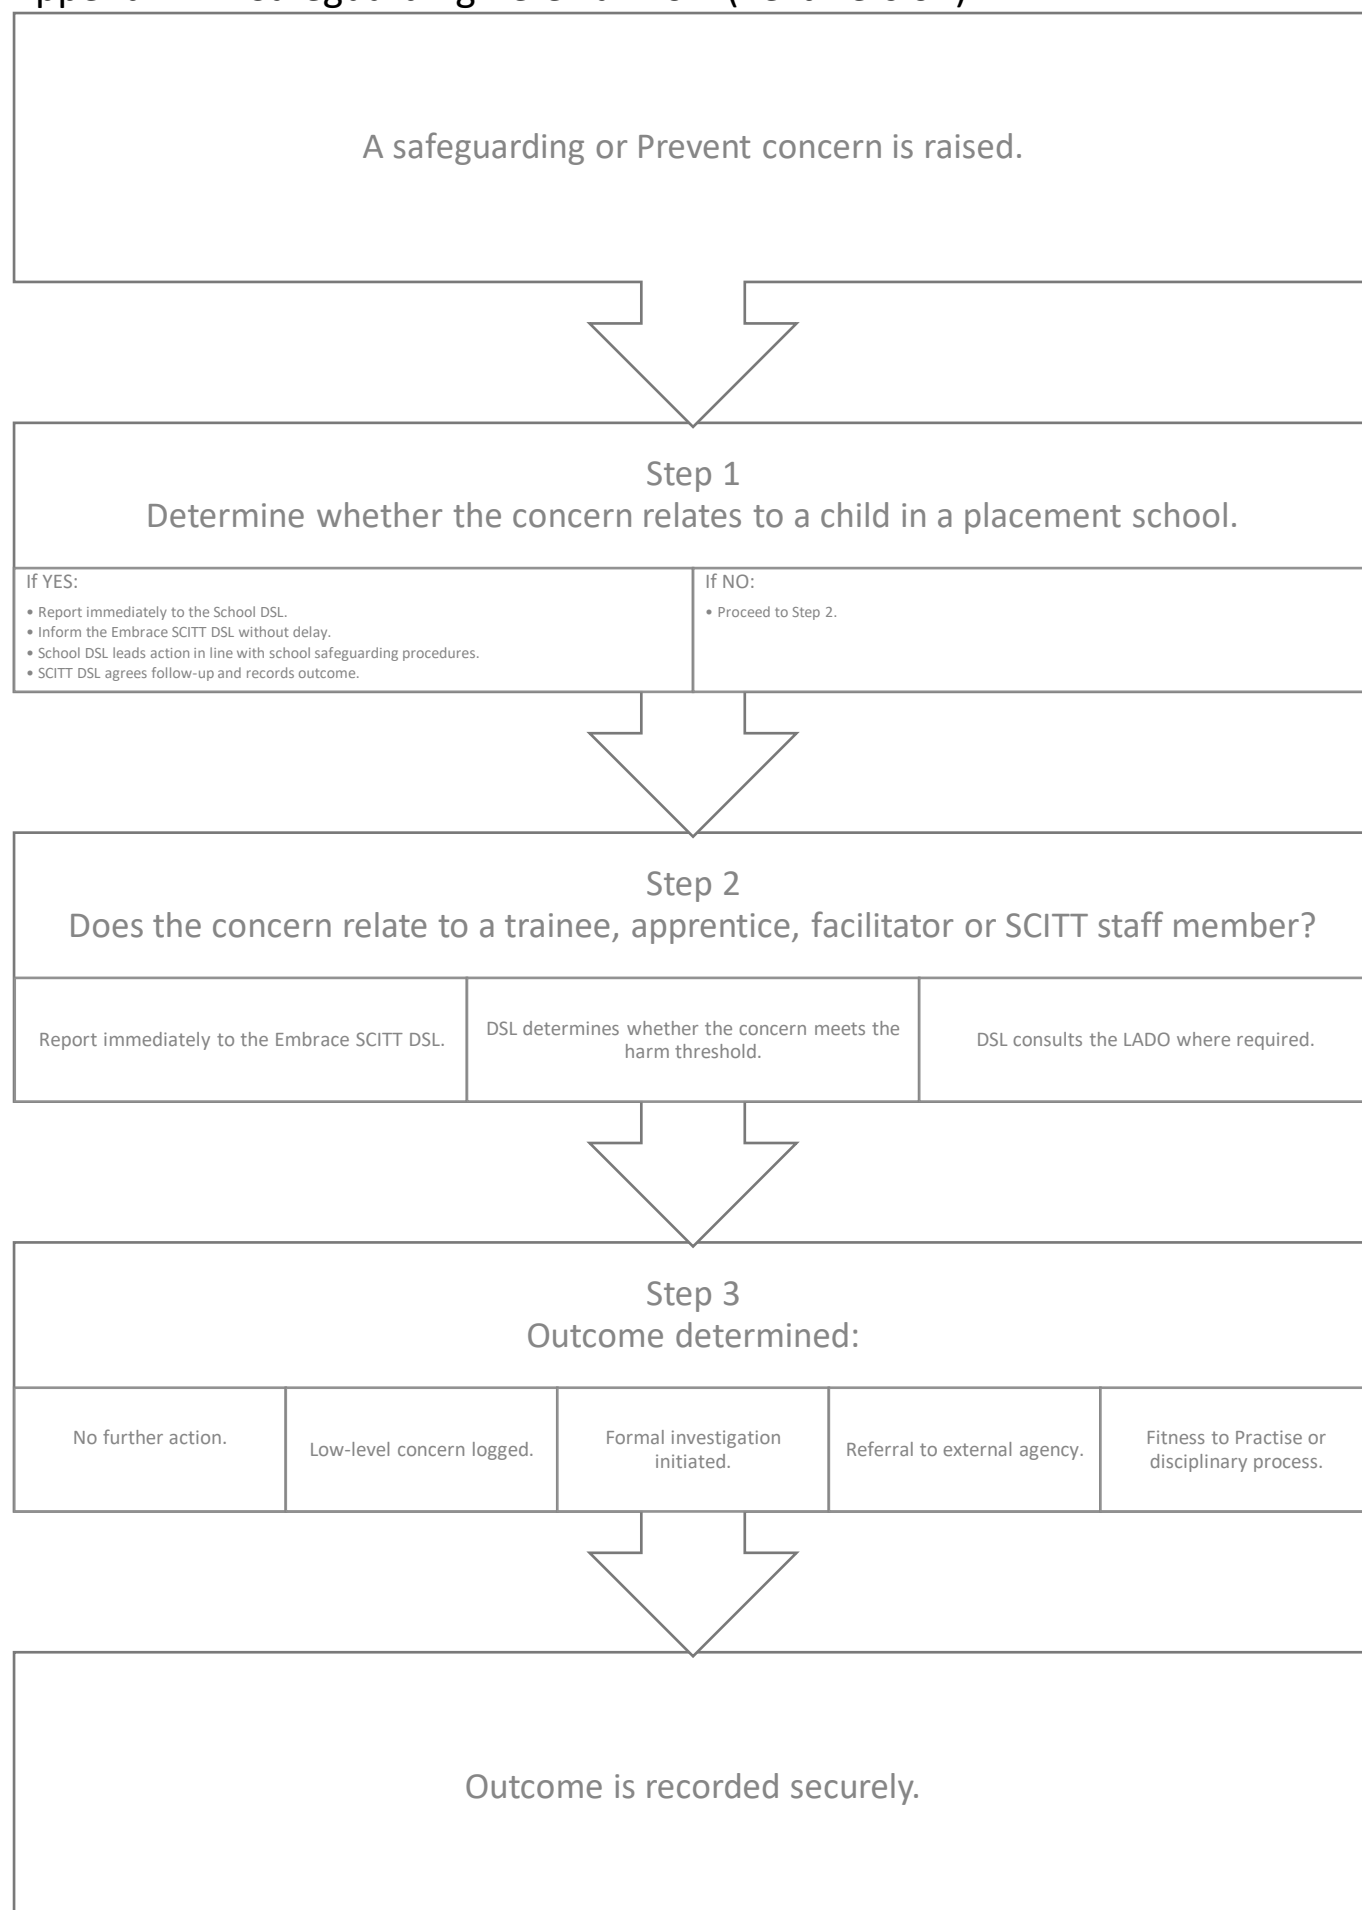 A safeguarding or Prevent concern is raised.
Step 1
Determine whether the concern relates to a child in a placement school.
If YES:
• Report immediately to the School DSL.
• Inform the Embrace SCITT DSL without delay.
• School DSL leads action in line with school safeguarding procedures.
• SCITT DSL agrees follow-up and records outcome.
If NO:
• Proceed to Step 2.
Step 2
Does the concern relate to a trainee, apprentice, facilitator or SCITT staff member?
Report immediately to the Embrace SCITT DSL.
DSL determines whether the concern meets the
harm threshold.
DSL consults the LADO where required.
Step 3
Outcome determined:
No further action.
Low-level concern logged.
Formal investigation
initiated.
Referral to external agency.
Fitness to Practise or
disciplinary process.
Outcome is recorded securely.